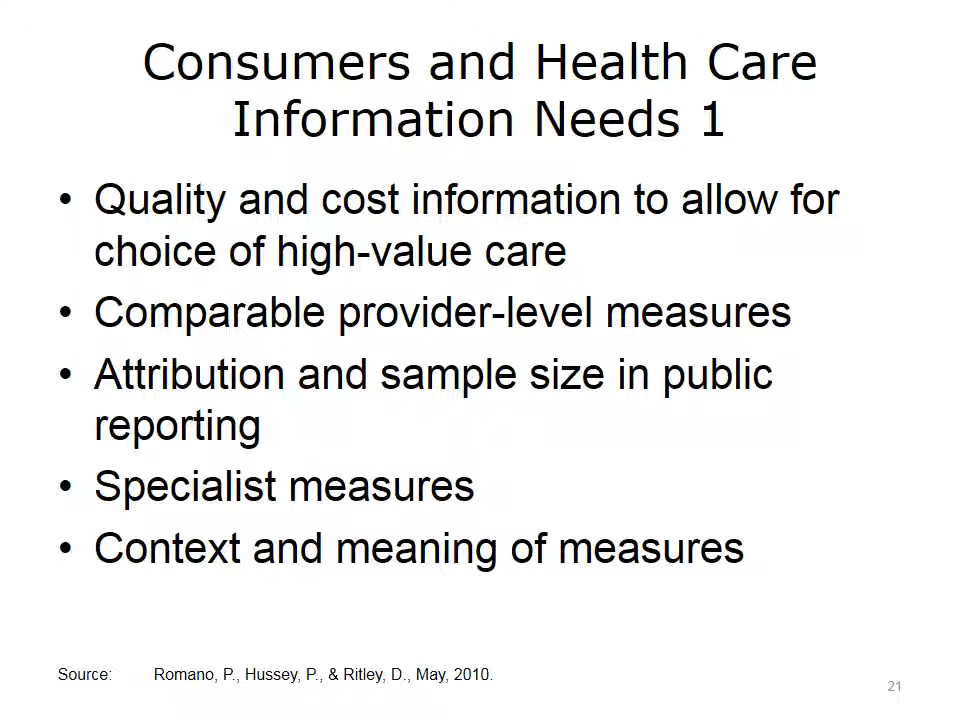 Consumers and Health Care
Information Needs 1
• Quality and cost information to allow for
choice of high-value care
• Comparable provider-level measures
• Attribution and sample size in public
reporting
• Specialist measures
• Context and meaning of measures
Source: Romano, P., Hussey, P., & Ritley, D., May, 2010.
21